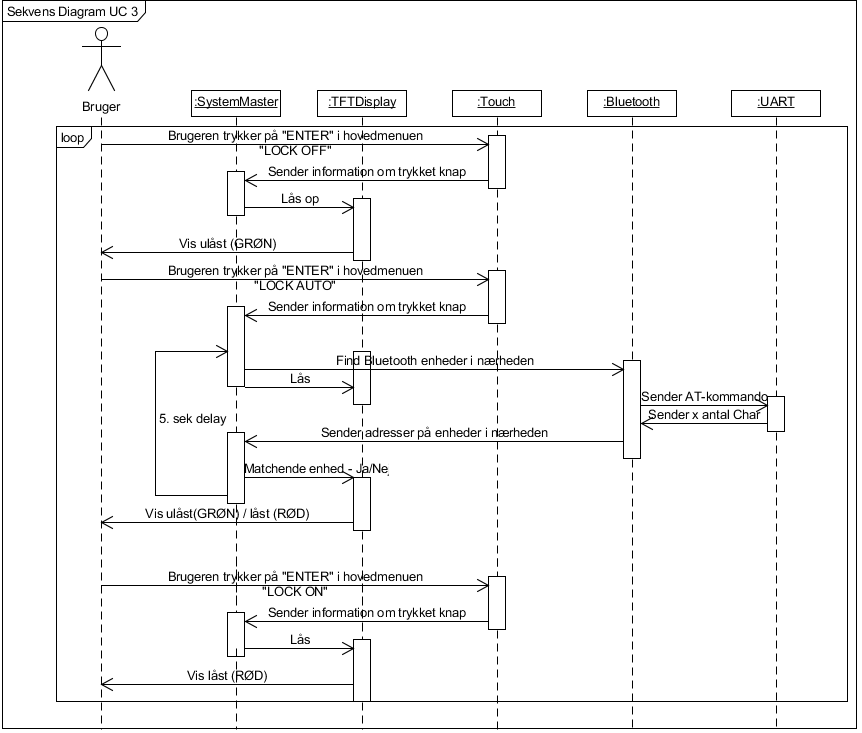 Sekvens Diagram UC 3
Bruger
:SystemMaster
:TFTDisplay
:Touch
:Bluetooth
:UART
loop
Brugeren trykker på "ENTER" i hovedmenuen
"LOCK OFF"
Sender information om trykket knap
Lås op
Vis ulåst (GRØN)
Brugeren trykker på "ENTER" i hovedmenuen
"LOCK AUTO"
Sender information om trykket knap
Find Bluetooth enheder i nærheden
Lås
Sender AT-kommando
Sender x antal Char
5. sek delay
Sender adresser på enheder i nærheden
Matchende enhed - Ja/Nej
Vis ulåst(GRØN) / låst (RØD)
Brugeren trykker på "ENTER" i hovedmenuen
"LOCK ON"
Sender information om trykket knap
Lås
Vis låst (RØD)